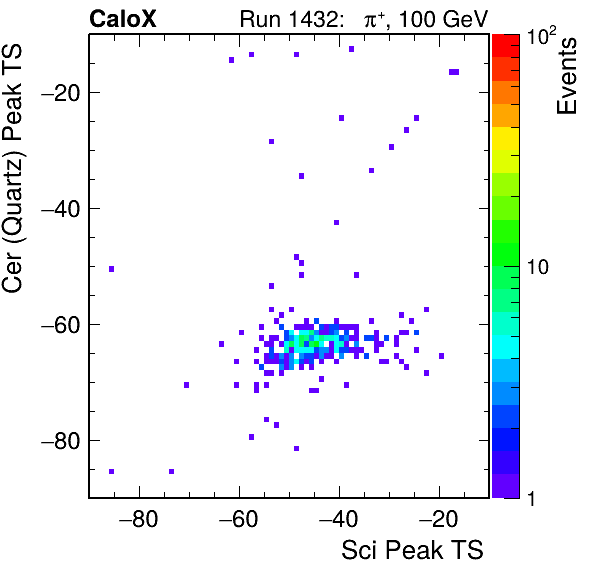 CaloX Run 1432: π+, 100 GeV
Cer (Quartz) Peak TS
−20
−40
−60
−80
−80 −60 −40 −20
Sci Peak TS
10²
10
1
Events